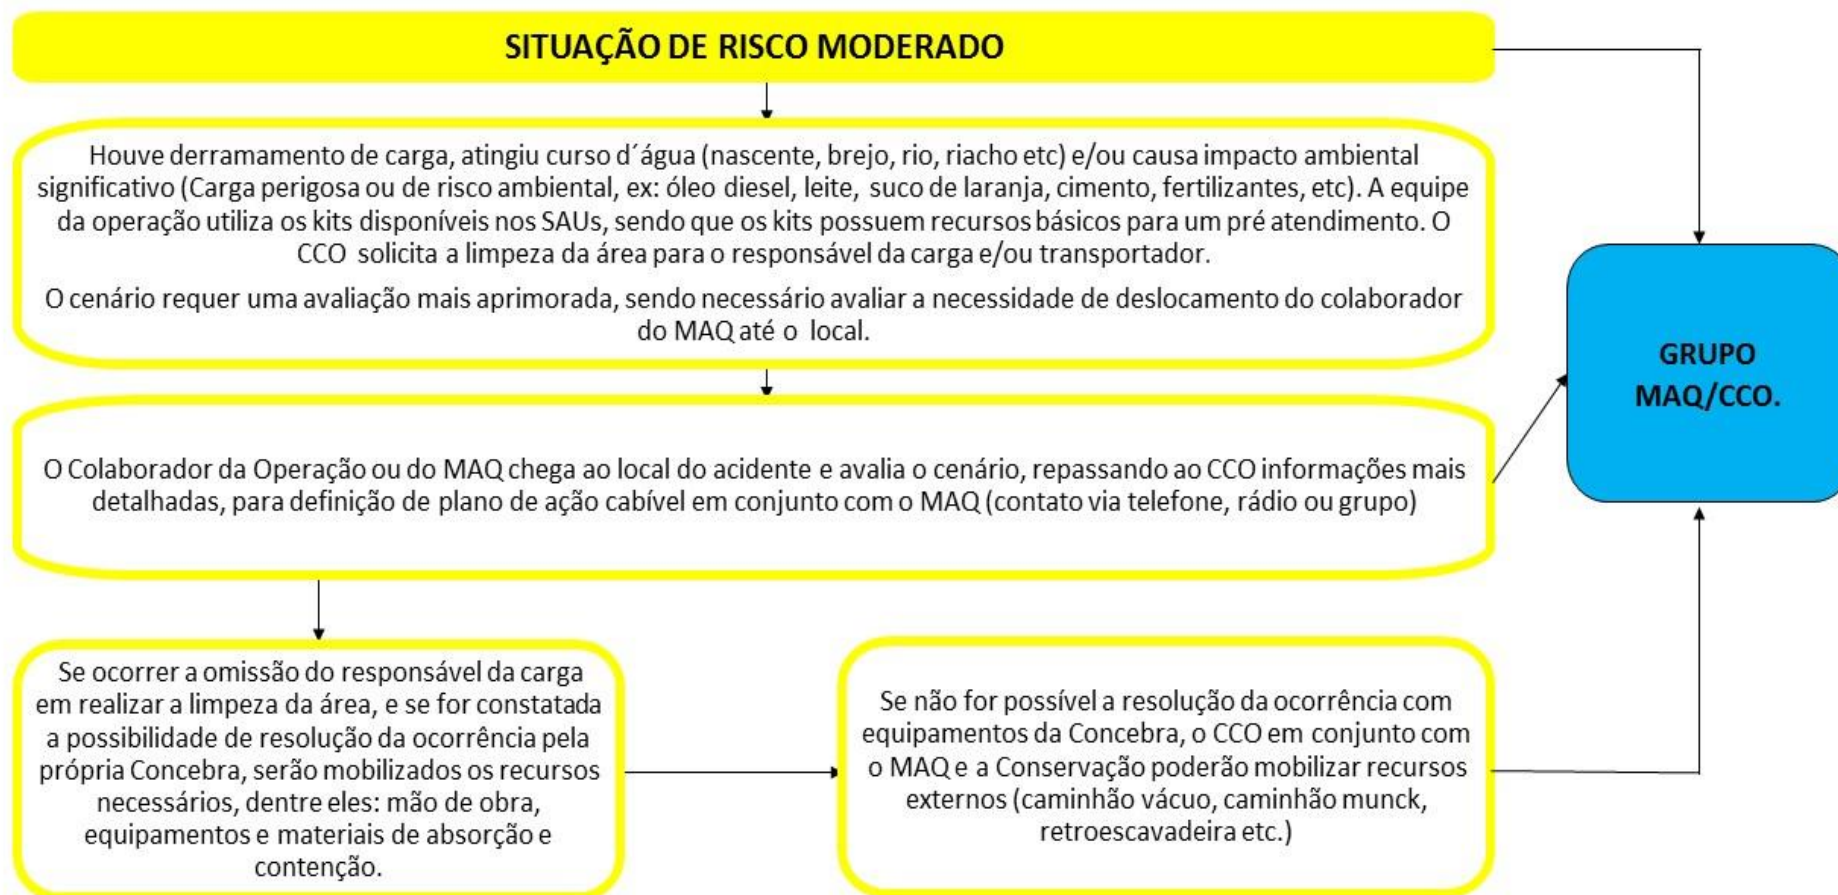 SITUAÇÃO DE RISCO MODERADO
Houve derramamento de carga, atingiu curso d´água (nascente, brejo, rio, riacho etc) e/ou causa impacto ambiental
significativo (Carga perigosa ou de risco ambiental, ex: óleo diesel, leite, suco de laranja, cimento, fertilizantes, etc). A equipe
da operação utiliza os kits disponíveis nos SAUs, sendo que os kits possuem recursos básicos para um pré atendimento. O
CCO solicita a limpeza da área para o responsável da carga e/ou transportador.
O cenário requer uma avaliação mais aprimorada, sendo necessário avaliar a necessidade de deslocamento do colaborador
do MAQ até o local.
GRUPO
MAQ/CCO.
O Colaborador da Operação ou do MAQ chega ao local do acidente e avalia o cenário, repassando ao CCO informações mais
detalhadas, para definição de plano de ação cabível em conjunto com o MAQ (contato via telefone, rádio ou grupo)
Se ocorrer a omissão do responsável da carga
em realizar a limpeza da área, e se for constatada
a possibilidade de resolução da ocorrência pela
própria Concebra, serão mobilizados os recursos
necessários, dentre eles: mão de obra,
equipamentos e materiais de absorção e
contenção.
Se não for possível a resolução da ocorrência com
equipamentos da Concebra, o CCO em conjunto com
o MAQ e a Conservação poderão mobilizar recursos
externos (caminhão vácuo, caminhão munck,
retroescavadeira etc.)